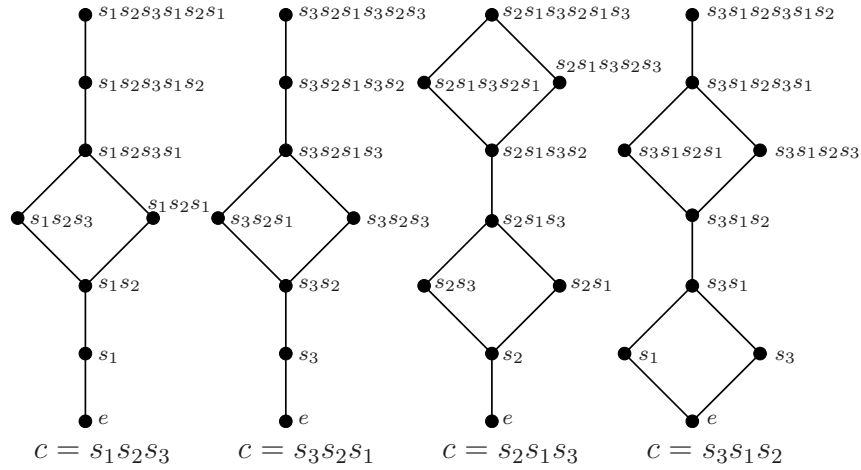 s₁s₂s₃s₁s₂s₁
s₁s₂s₃s₁s₂
s₁s₂s₃s₁
s₁s₂s₃
s₁s₂s₁
s₁s₂
s₁
e
c = s₁s₂s₃
s₃s₂s₁s₃s₂s₃
s₃s₂s₁s₃s₂
s₃s₂s₁s₃
s₃s₂s₁
s₃s₂s₃
s₃s₂
s₃
e
c = s₃s₂s₁
s₂s₁s₃s₂s₁s₃
s₂s₁s₃s₂s₁
s₂s₁s₃s₂s₃
s₂s₁s₃s₂
s₂s₁s₃
s₂s₃
s₂s₁
s₂
e
c = s₂s₁s₃
s₃s₁s₂s₃s₁s₂
s₃s₁s₂s₃s₁
s₃s₁s₂s₁
s₃s₁s₂s₃
s₃s₁s₂
s₃s₁
s₁
s₃
e
c = s₃s₁s₂